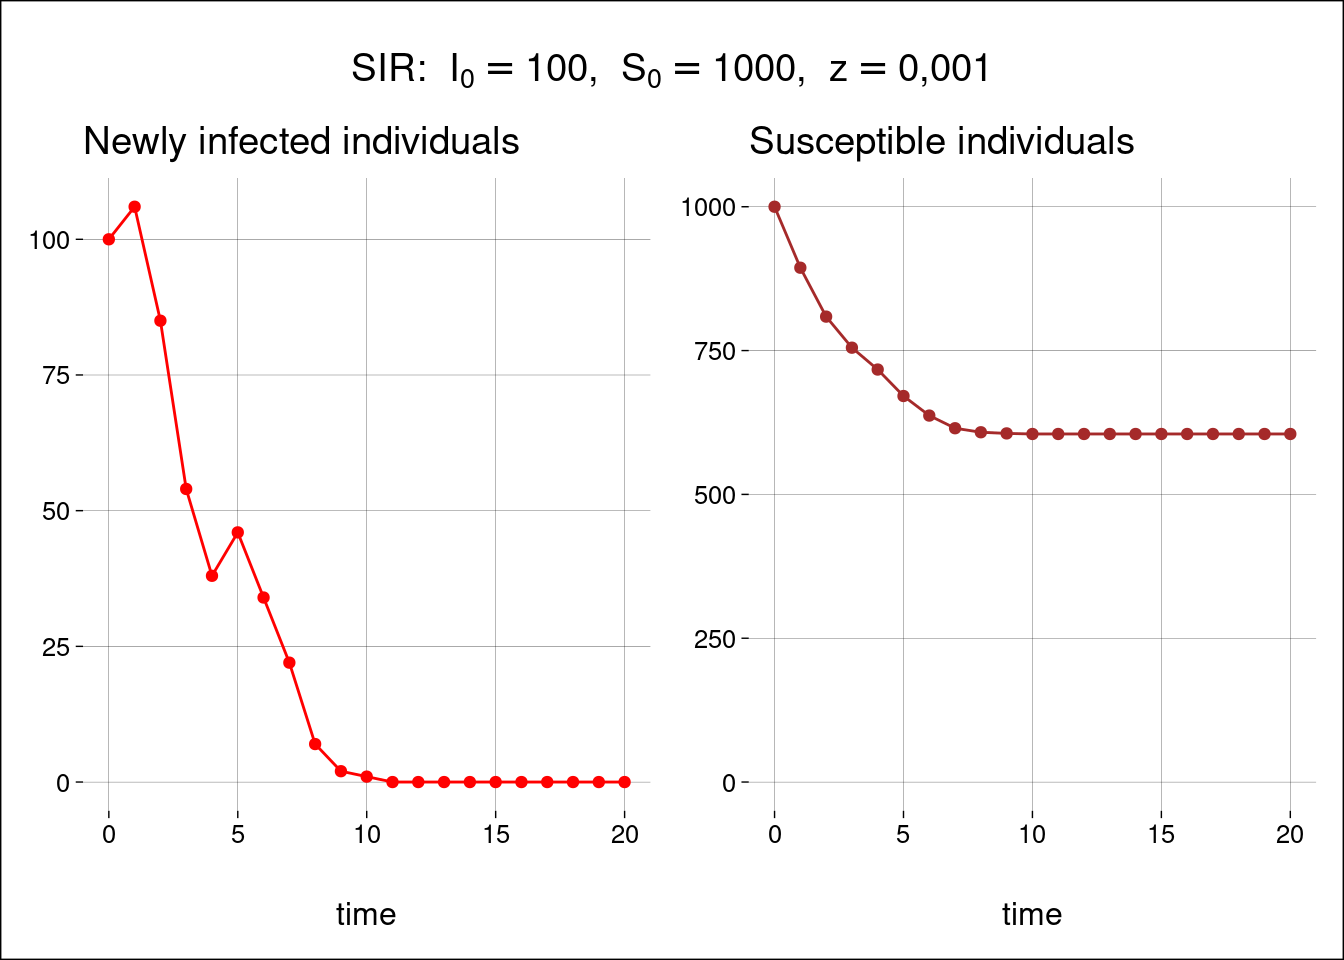 SIR: I₀ = 100, S₀ = 1000, z = 0,001
Newly infected individuals
100
75
50
25
0
0 5 10 15 20
time
Susceptible individuals
1000
750
500
250
0
0 5 10 15 20
time